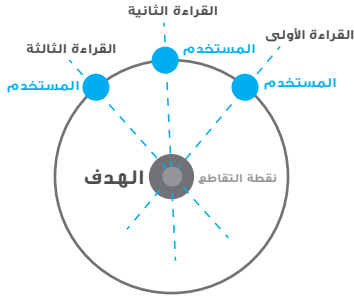 القراءة الثانية
القراءة الأولى
القراءة الثالثة
المستخدم
المستخدم
المستخدم
الهدف
نقطة التقاطع